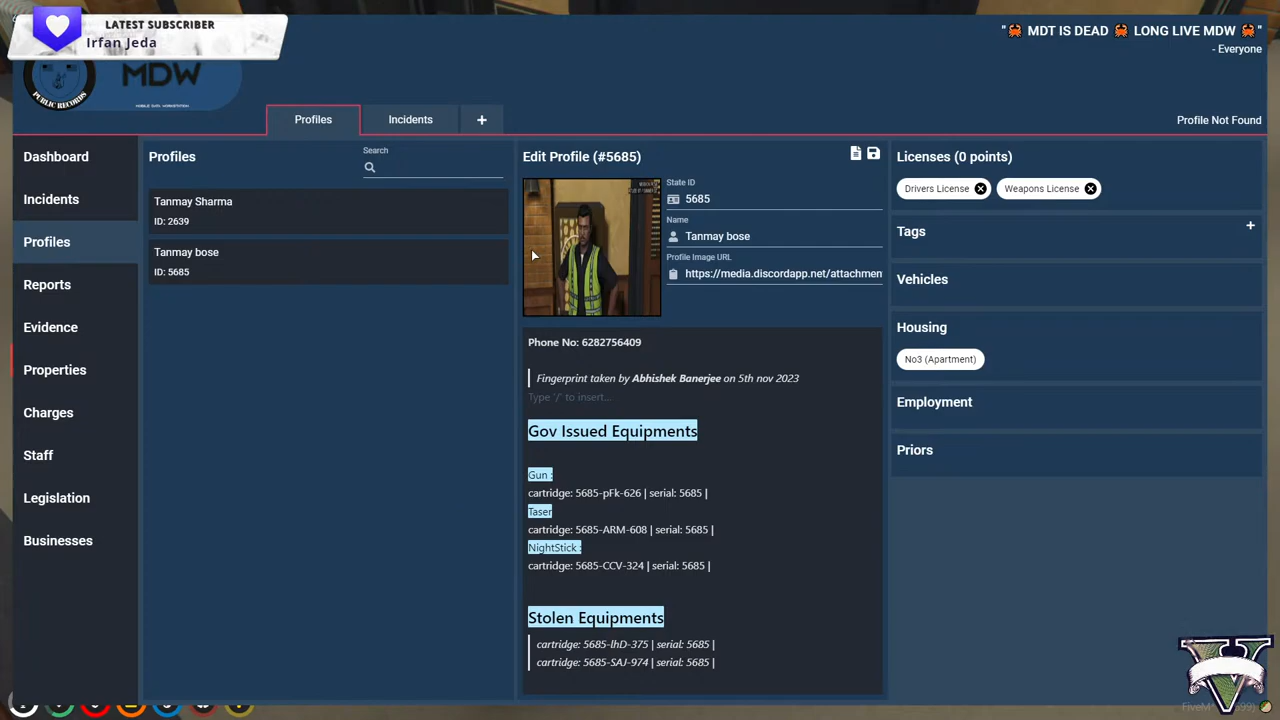 LATEST SUBSCRIBER
Irfan Jeda
" MDT IS DEAD LONG LIVE MDW "
- Everyone
PUBLIC RECORDS
MDW
MOBILE DATA WORKSTATION
Profiles
Incidents
+
Profile Not Found
Dashboard
Incidents
Profiles
Reports
Evidence
Properties
Charges
Staff
Legislation
Businesses
Profiles
Search
Tanmay Sharma
ID: 2639
Tanmay bose
ID: 5685
Edit Profile (#5685)
State ID
5685
Name
Tanmay bose
Profile Image URL
https://media.discordapp.net/attachmen
Phone No: 6282756409
Fingerprint taken by Abhishek Banerjee on 5th nov 2023
Type '/' to insert...
Gov Issued Equipments
Gun :
cartridge: 5685-pFk-626 | serial: 5685 |
Taser
cartridge: 5685-ARM-608 | serial: 5685 |
NightStick :
cartridge: 5685-CCV-324 | serial: 5685 |
Stolen Equipments
cartridge: 5685-lhD-375 | serial: 5685 |
cartridge: 5685-SAJ-974 | serial: 5685 |
Licenses (0 points)
Drivers License
Weapons License
Tags
+
Vehicles
Housing
No3 (Apartment)
Employment
Priors